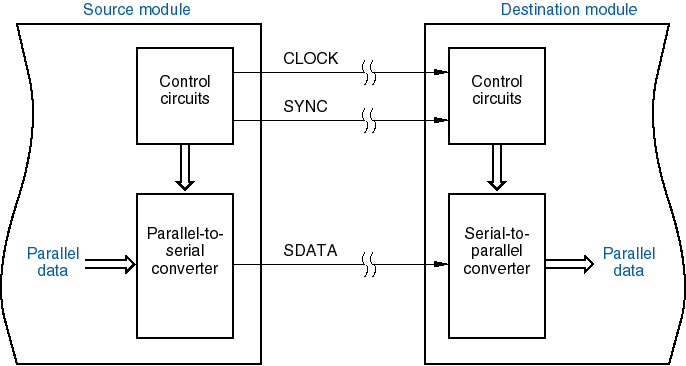 Source module
Destination module
Control
circuits
CLOCK
SYNC
Control
circuits
Parallel
data
Parallel-to-
serial
converter
SDATA
Serial-to-
parallel
converter
Parallel
data